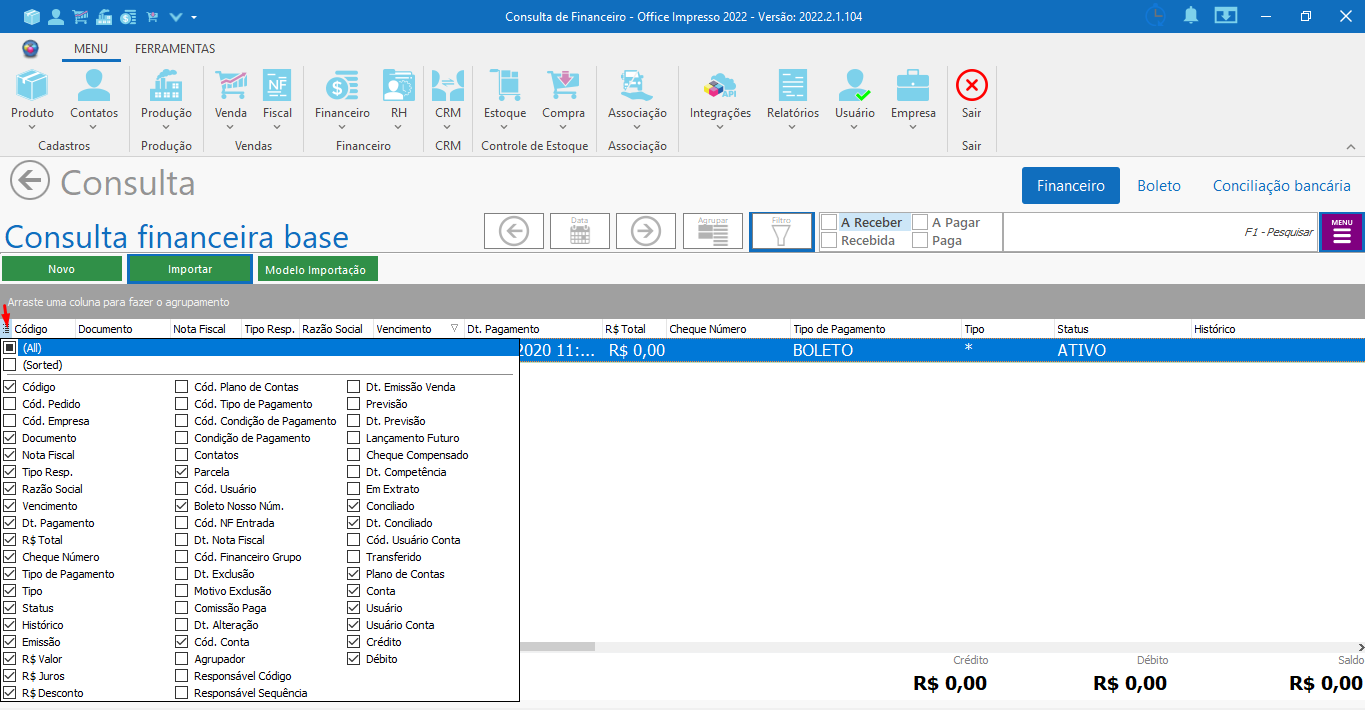 Consulta de Financeiro - Office Impresso 2022 - Versão: 2022.2.1.104
MENU FERRAMENTAS
Produto Contatos Produção Venda Fiscal Financeiro RH CRM Estoque Compra Associação Integrações Relatórios Usuário Empresa Sair
Cadastros Produção Vendas Financeiro CRM Controle de Estoque Associação Sair
Consulta
Financeiro Boleto Conciliação bancária
Consulta financeira base
Data Agrupar Filtro
A Receber A Pagar
Recebida Paga
F1 - Pesquisar
MENU
Novo Importar Modelo Importação
Arraste uma coluna para fazer o agrupamento
Código Documento Nota Fiscal Tipo Resp. Razão Social Vencimento Dt. Pagamento R$ Total Cheque Número Tipo de Pagamento Tipo Status Histórico
2020 11:... R$ 0,00 BOLETO * ATIVO
(All)
(Sorted)
Código Cód. Plano de Contas Dt. Emissão Venda
Cód. Pedido Cód. Tipo de Pagamento Previsão
Cód. Empresa Cód. Condição de Pagamento Dt. Previsão
Documento Condição de Pagamento Lançamento Futuro
Nota Fiscal Contatos Cheque Compensado
Tipo Resp. Parcela Dt. Competência
Razão Social Cód. Usuário Em Extrato
Vencimento Boleto Nosso Núm. Conciliado
Dt. Pagamento Cód. NF Entrada Dt. Conciliado
R$ Total Dt. Nota Fiscal Cód. Usuário Conta
Cheque Número Cód. Financeiro Grupo Transferido
Tipo de Pagamento Dt. Exclusão Plano de Contas
Tipo Motivo Exclusão Conta
Status Comissão Paga Usuário
Histórico Dt. Alteração Usuário Conta
Emissão Cód. Conta Crédito
R$ Valor Agrupador Débito
R$ Juros Responsável Código
R$ Desconto Responsável Sequência
Crédito Débito Saldo
R$ 0,00 R$ 0,00 R$ 0,00